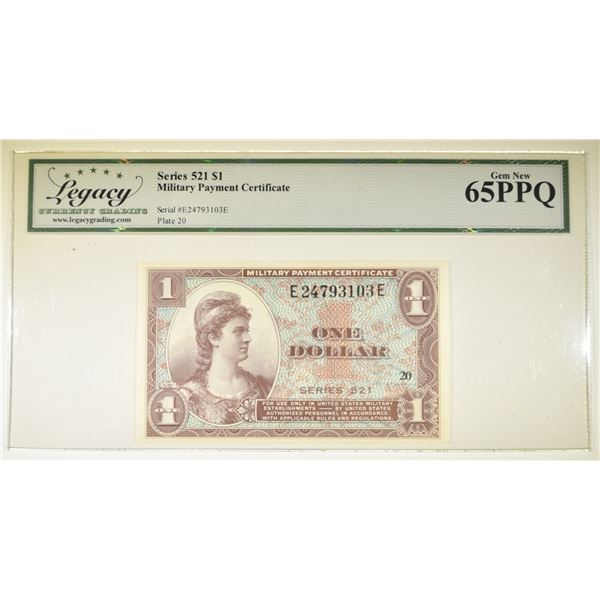 Legacy
CURRENCY GRADING
www.legacygrading.com
Series 521 $1
Military Payment Certificate
Serial #E24793103E
Plate 20
Gem New
65PPQ
MILITARY PAYMENT CERTIFICATE
1
E24793103E
1
ONE
ONE
DOLLAR
20
SERIES 521
FOR USE ONLY IN UNITED STATES MILITARY
ESTABLISHMENTS — BY UNITED STATES
AUTHORIZED PERSONNEL IN ACCORDANCE
WITH APPLICABLE RULES AND REGULATIONS.
1
1